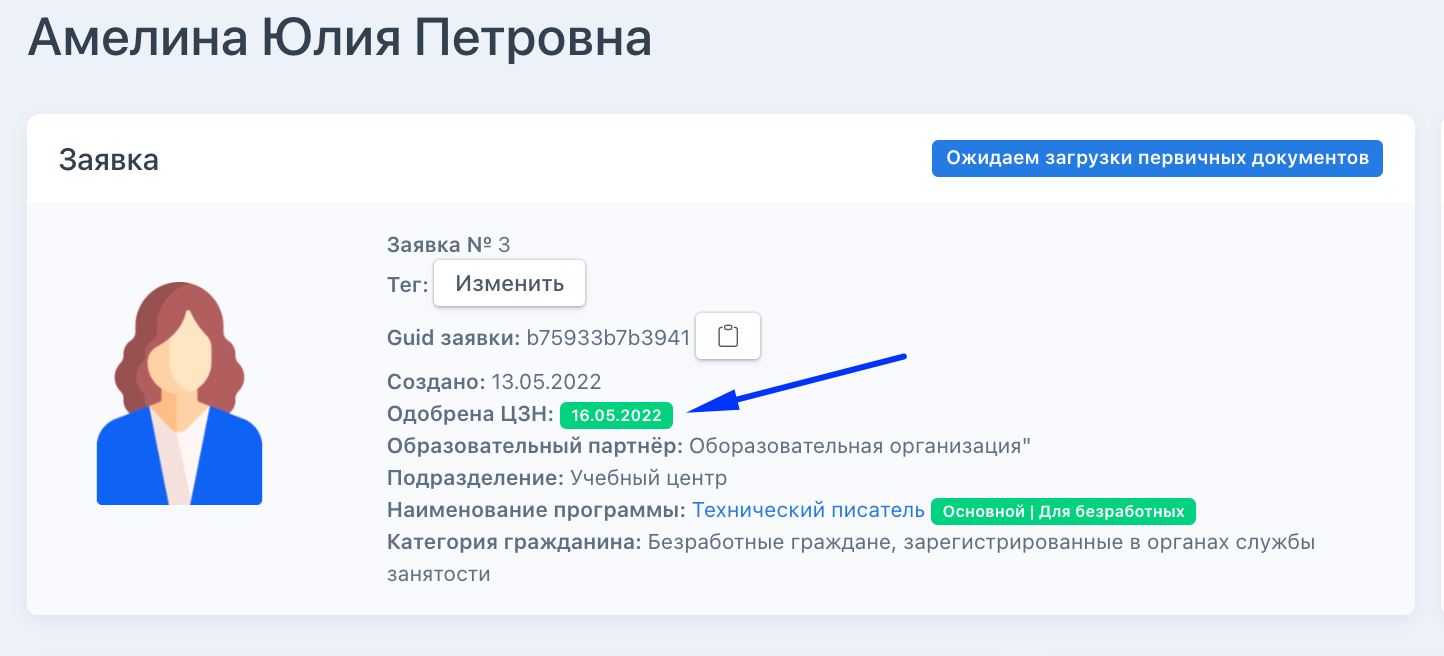 Амелина Юлия Петровна
Заявка
Ожидаем загрузки первичных документов
Заявка № 3
Тег: Изменить
Guid заявки: b75933b7b3941
Создано: 13.05.2022
Одобрена ЦЗН: 16.05.2022
Образовательный партнёр: Оборазовательная организация"
Подразделение: Учебный центр
Наименование программы: Технический писатель Основной | Для безработных
Категория гражданина: Безработные граждане, зарегистрированные в органах службы
занятости